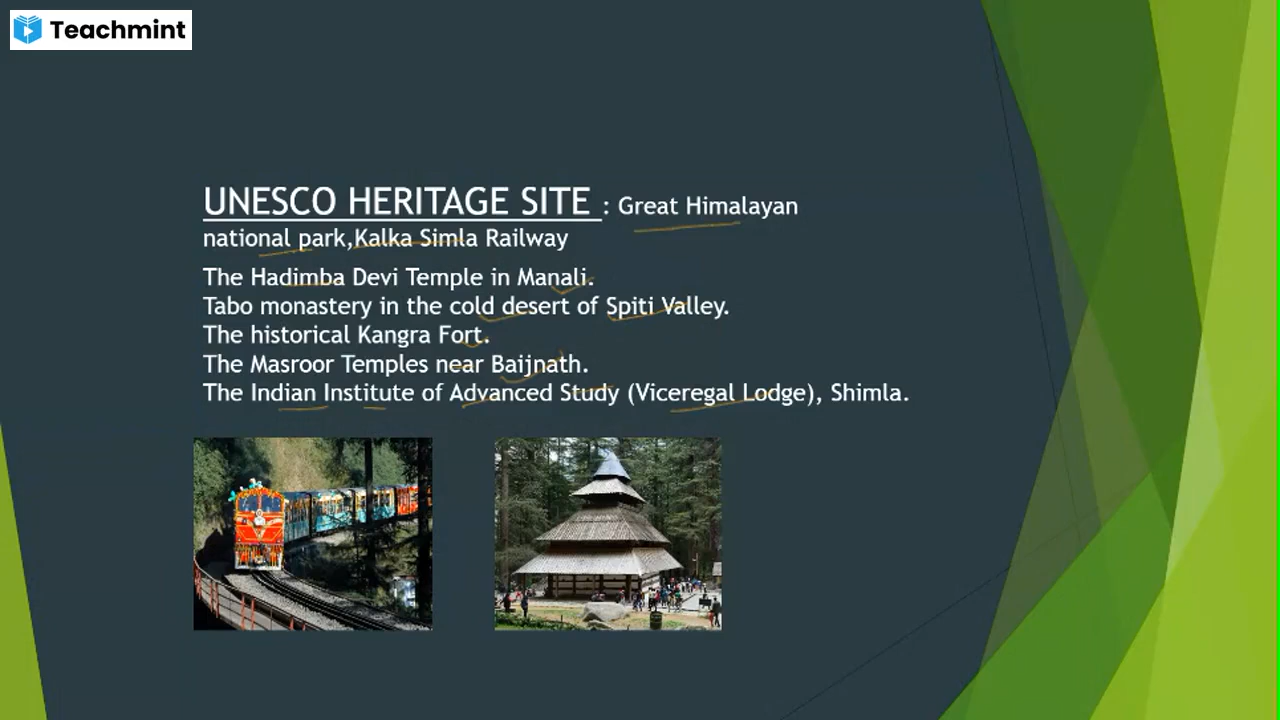 Teachmint
UNESCO HERITAGE SITE : Great Himalayan
national park,Kalka Simla Railway
The Hadimba Devi Temple in Manali.
Tabo monastery in the cold desert of Spiti Valley.
The historical Kangra Fort.
The Masroor Temples near Baijnath.
The Indian Institute of Advanced Study (Viceregal Lodge), Shimla.